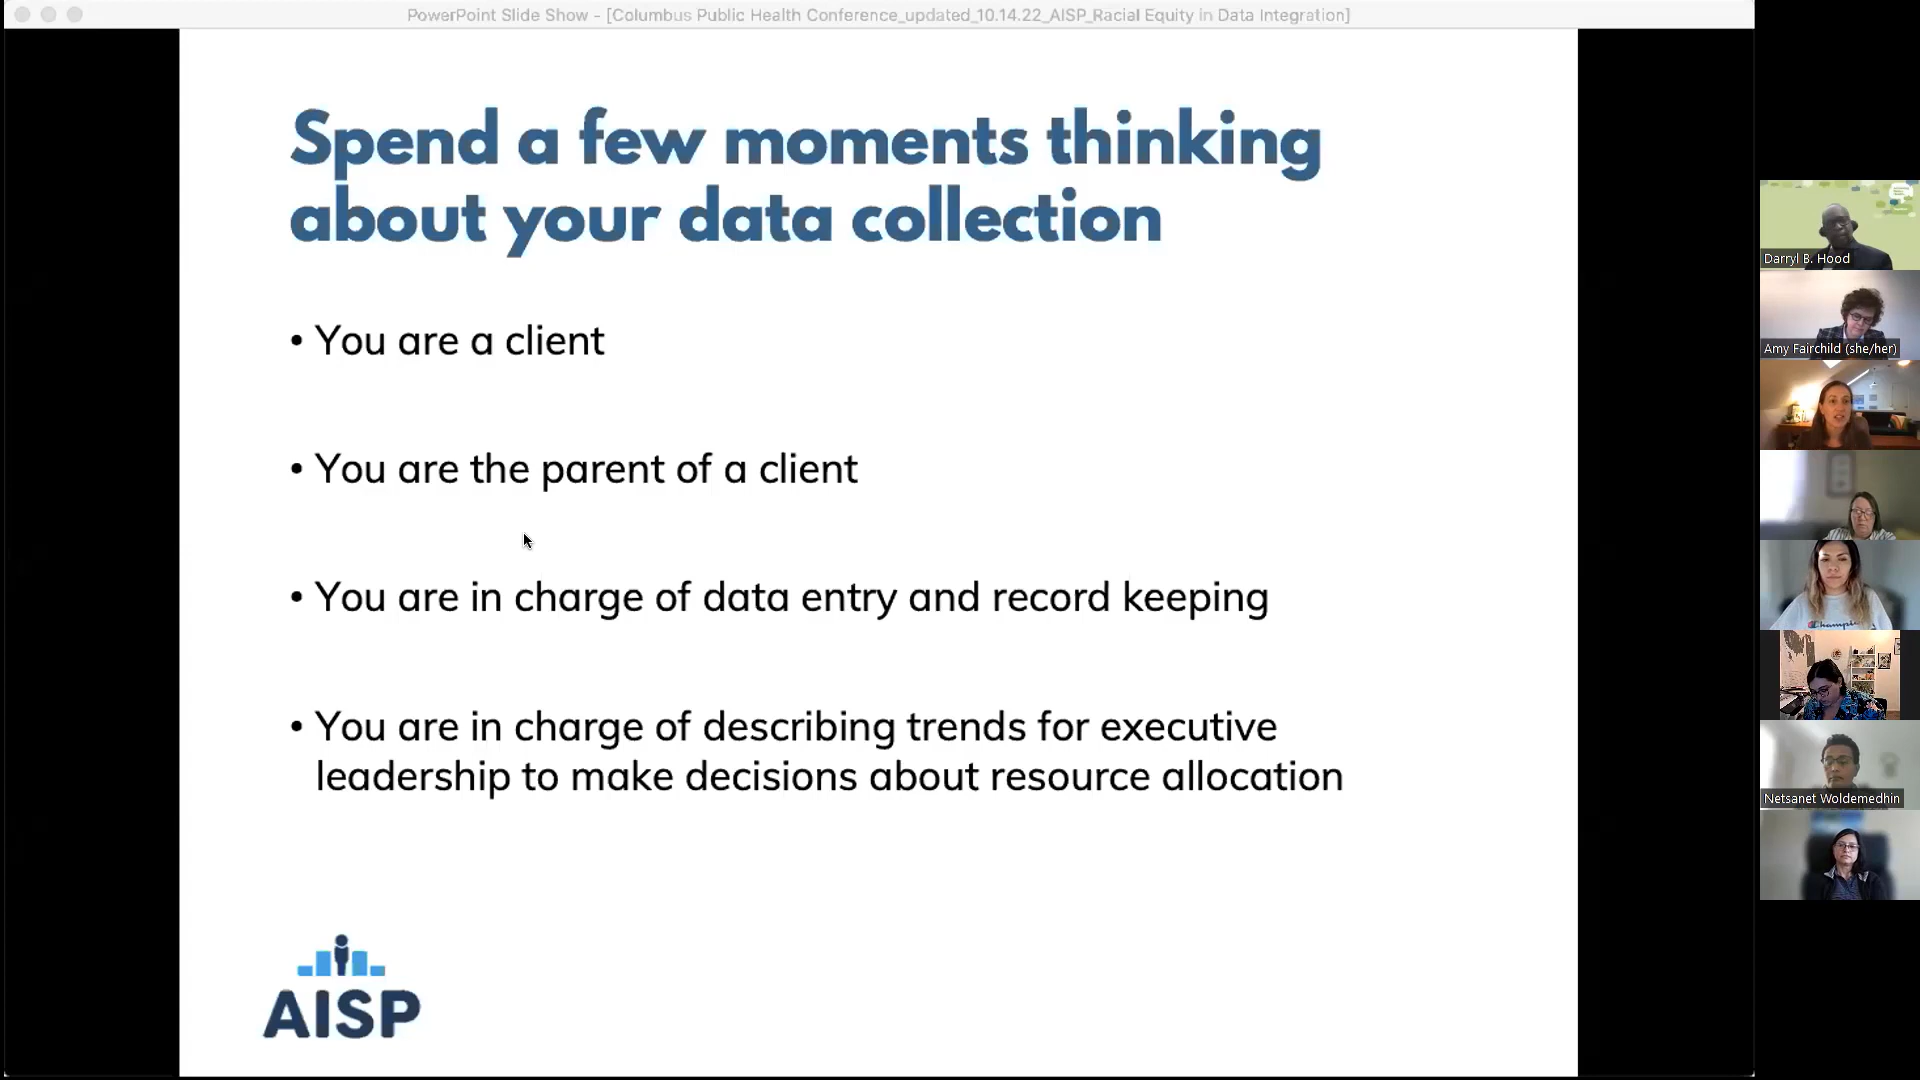 PowerPoint Slide Show - [Columbus Public Health Conference_updated_10.14.22_AISP_Racial Equity in Data Integration]
Spend a few moments thinking
about your data collection
• You are a client
• You are the parent of a client
• You are in charge of data entry and record keeping
• You are in charge of describing trends for executive
leadership to make decisions about resource allocation
AISP
Darryl B. Hood
Amy Fairchild (she/her)
Champion
Netsanet Woldemedhin